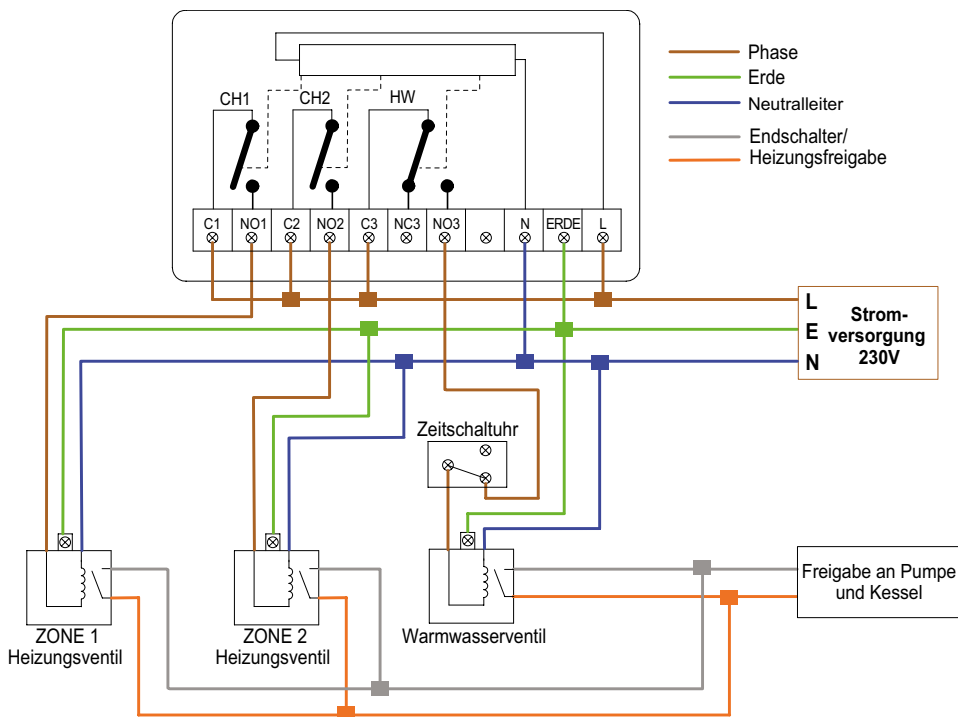 Phase
Erde
Neutralleiter
Endschalter/
Heizungsfreigabe
CH1
CH2
HW
C1 NO1 C2 NO2 C3 NC3 NO3 N ERDE L
L
E
N
Strom-
versorgung
230V
Zeitschaltuhr
ZONE 1
Heizungsventil
ZONE 2
Heizungsventil
Warmwasserventil
Freigabe an Pumpe
und Kessel